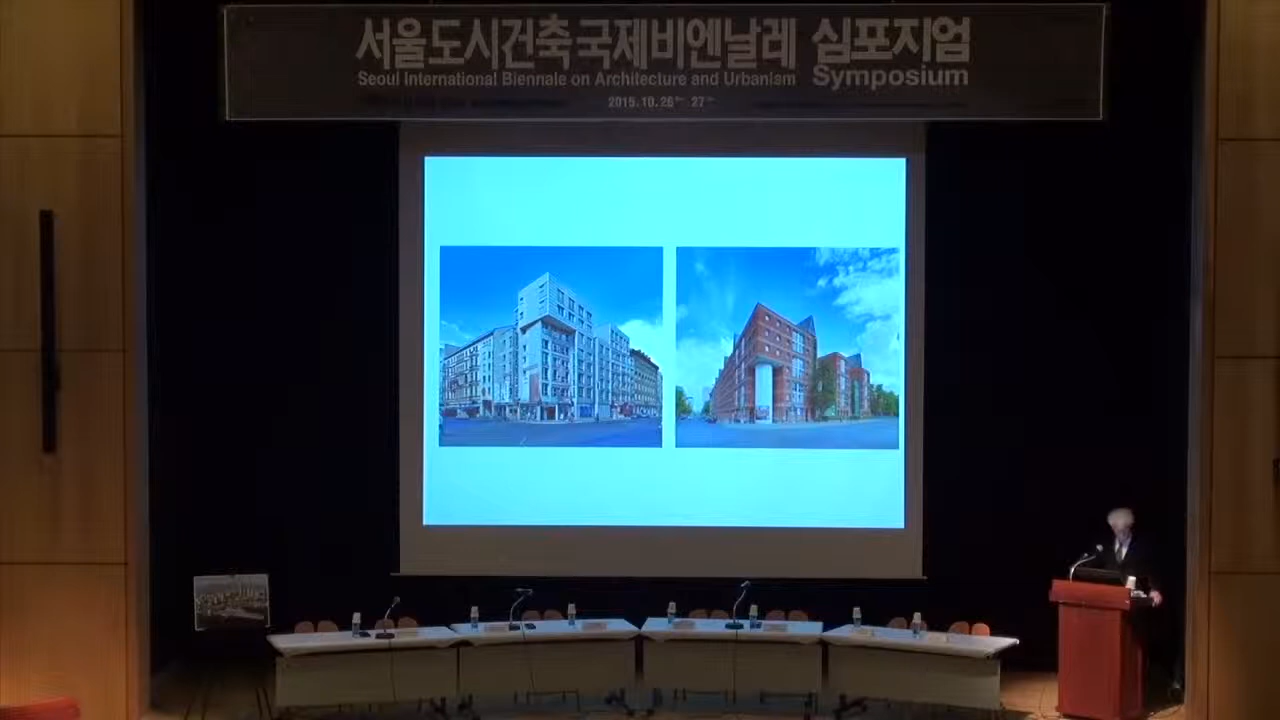 서울도시건축국제비엔날레 심포지엄
Seoul International Biennale on Architecture and Urbanism Symposium
2015.10.26 27